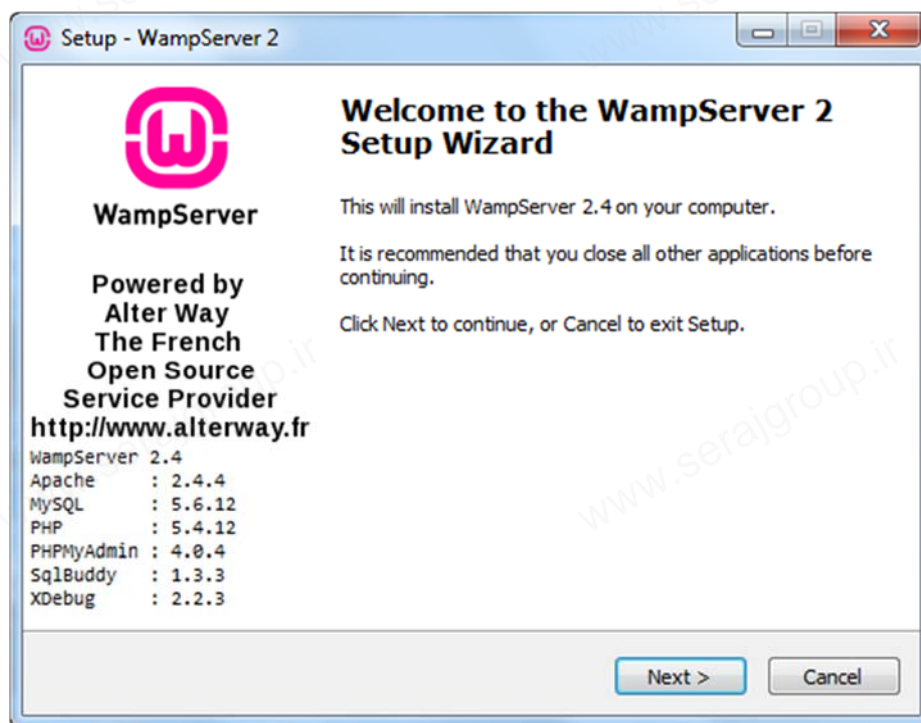 Setup - WampServer 2
WampServer
Powered by
Alter Way
The French
Open Source
Service Provider
http://www.alterway.fr
WampServer 2.4
Apache : 2.4.4
MySQL : 5.6.12
PHP : 5.4.12
PHPMyAdmin : 4.0.4
SqlBuddy : 1.3.3
XDebug : 2.2.3
Welcome to the WampServer 2
Setup Wizard
This will install WampServer 2.4 on your computer.
It is recommended that you close all other applications before
continuing.
Click Next to continue, or Cancel to exit Setup.
Next >
Cancel
www.serajgroup.ir